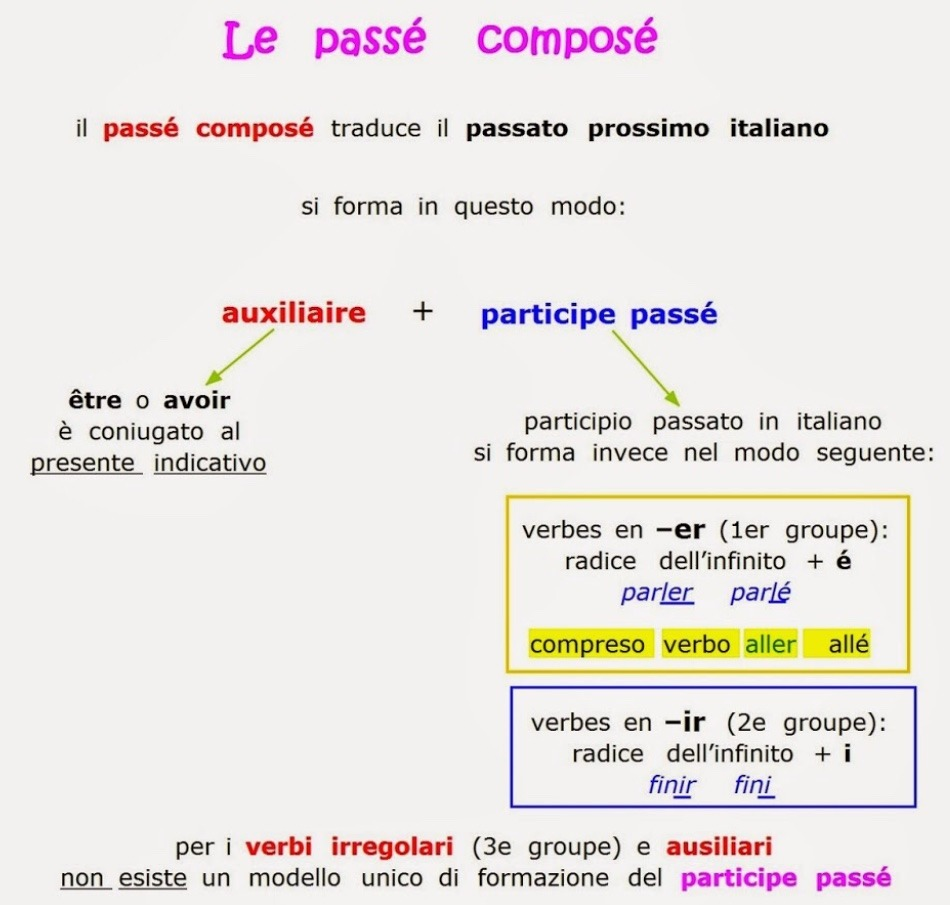 Le passé composé
il passé composé traduce il passato prossimo italiano
si forma in questo modo:
auxiliaire + participe passé
être o avoir
è coniugato al
presente indicativo
participio passato in italiano
si forma invece nel modo seguente:
verbes en –er (1er groupe):
radice dell’infinito + é
parler parlé
compreso verbo aller allé
verbes en –ir (2e groupe):
radice dell’infinito + i
finir fini
per i verbi irregolari (3e groupe) e ausiliari
non esiste un modello unico di formazione del participe passé